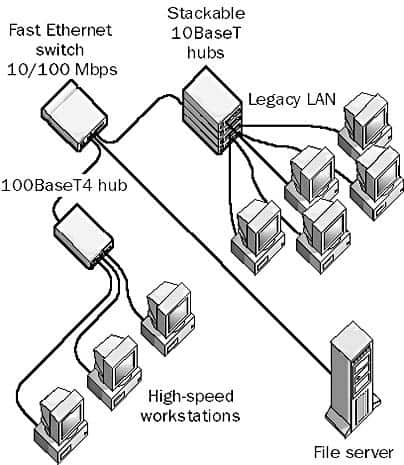 Fast Ethernet
switch
10/100 Mbps
Stackable
10BaseT
hubs
Legacy LAN
100BaseT4 hub
High-speed
workstations
File server